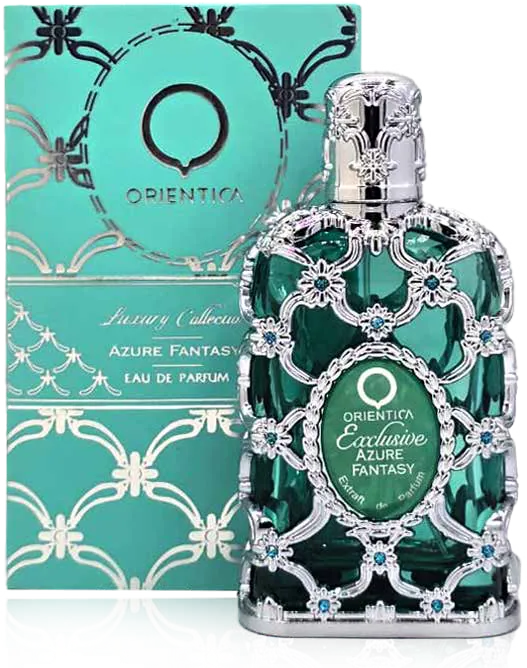 ORIENTICA
Luxury Collection
AZURE FANTASY
EAU DE PARFUM
ORIENTICA
Exclusive
AZURE
FANTASY
Extrait de Parfum